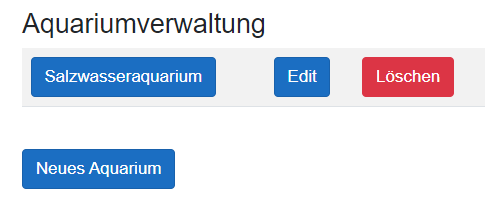 Aquariumverwaltung
Salzwasseraquarium Edit Löschen
Neues Aquarium